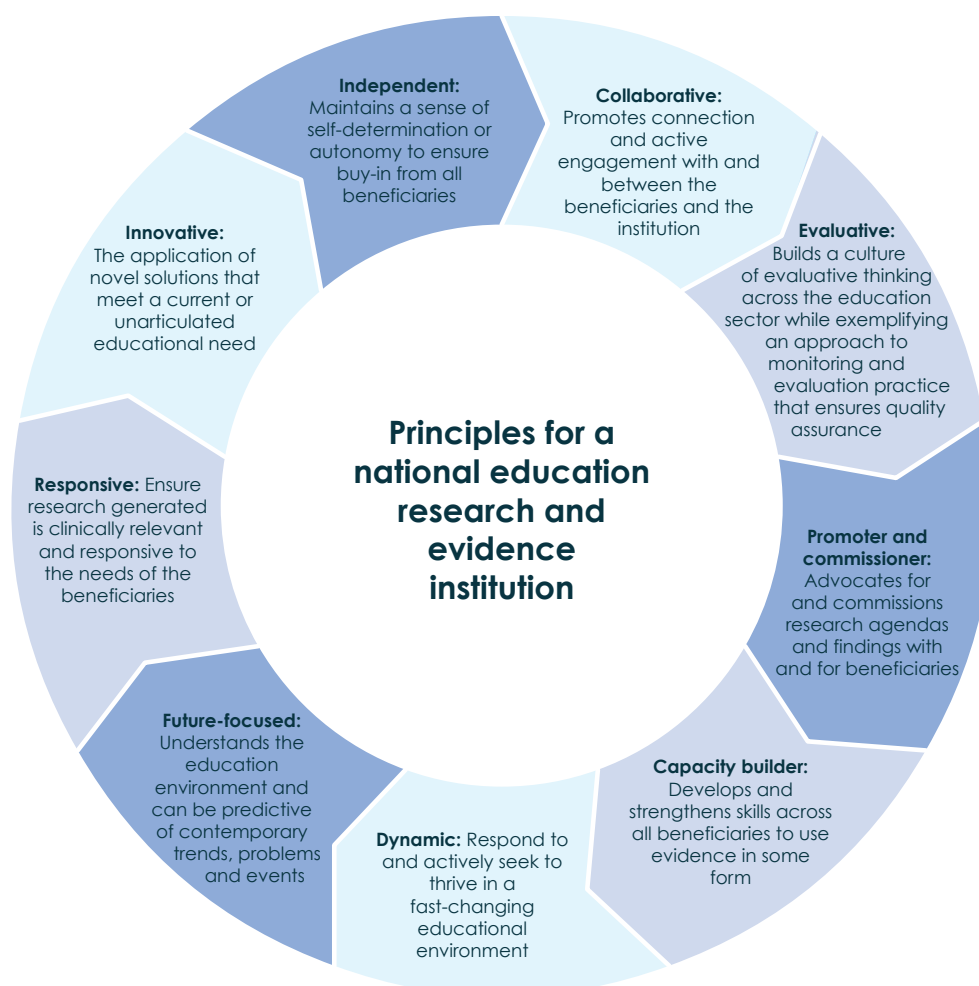 Independent:
Maintains a sense of
self-determination or
autonomy to ensure
buy-in from all
beneficiaries
Collaborative:
Promotes connection
and active
engagement with and
between the
beneficiaries and the
institution
Evaluative:
Builds a culture
of evaluative thinking
across the education
sector while exemplifying
an approach to
monitoring and
evaluation practice
that ensures quality
assurance
Promoter and
commissioner:
Advocates for
and commissions
research agendas
and findings with
and for beneficiaries
Capacity builder:
Develops and
strengthens skills across
all beneficiaries to use
evidence in some
form
Dynamic: Respond to
and actively seek to
thrive in a
fast-changing
educational
environment
Future-focused:
Understands the
education
environment and
can be predictive
of contemporary
trends, problems
and events
Responsive: Ensure
research generated
is clinically relevant
and responsive to
the needs of the
beneficiaries
Innovative:
The application of
novel solutions that
meet a current or
unarticulated
educational need
Principles for a
national education
research and
evidence
institution